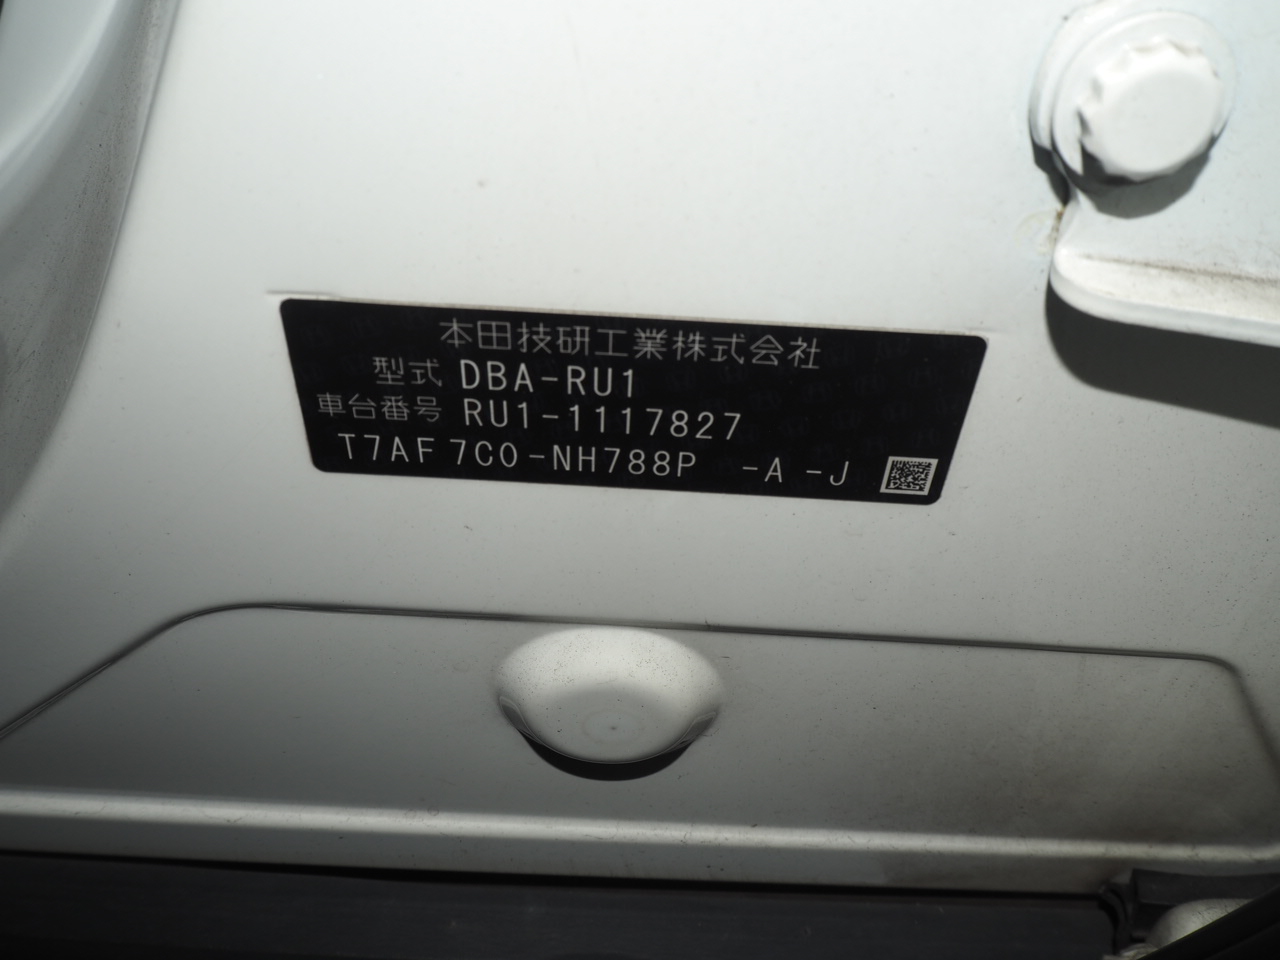 本田技研工業株式会社
型式 DBA-RU1
車台番号 RU1-1117827
T7AF7C0-NH788P -A -J